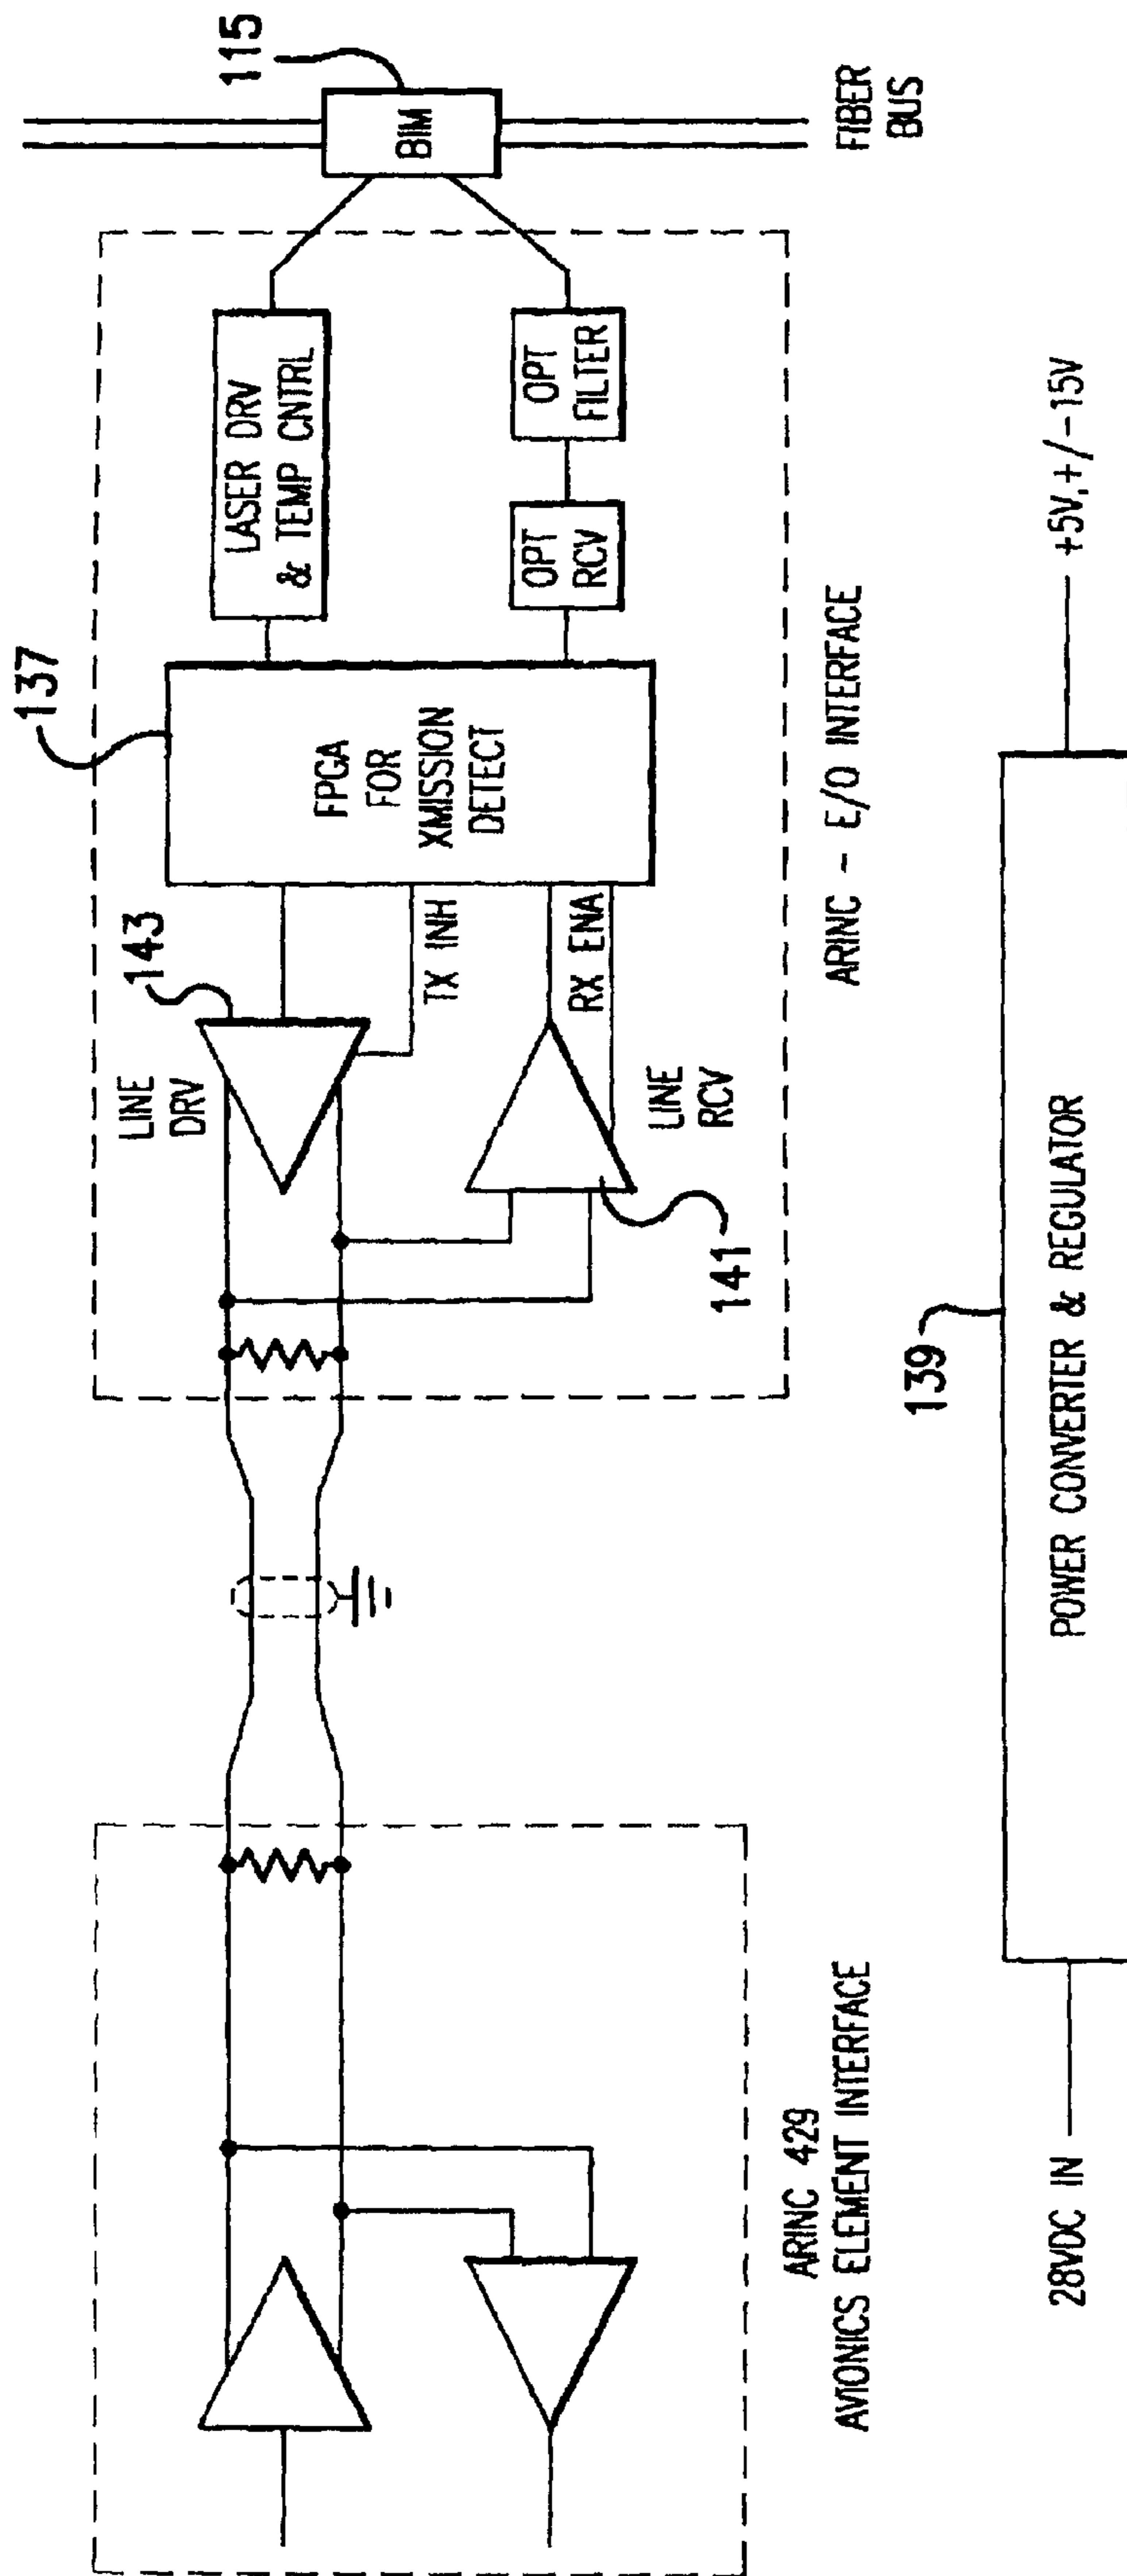 115
BIM
FIBER
BUS
137
LASER DRV
& TEMP CNTRL
OPT
FILTER
OPT
RCV
FPGA
FOR
XMISSION
DETECT
143
LINE
DRV
TX INH
RX ENA
LINE
RCV
141
ARINC - E/O INTERFACE
ARINC 429
AVIONICS ELEMENT INTERFACE
139
28VDC IN
POWER CONVERTER & REGULATOR
+5V,+/-15V